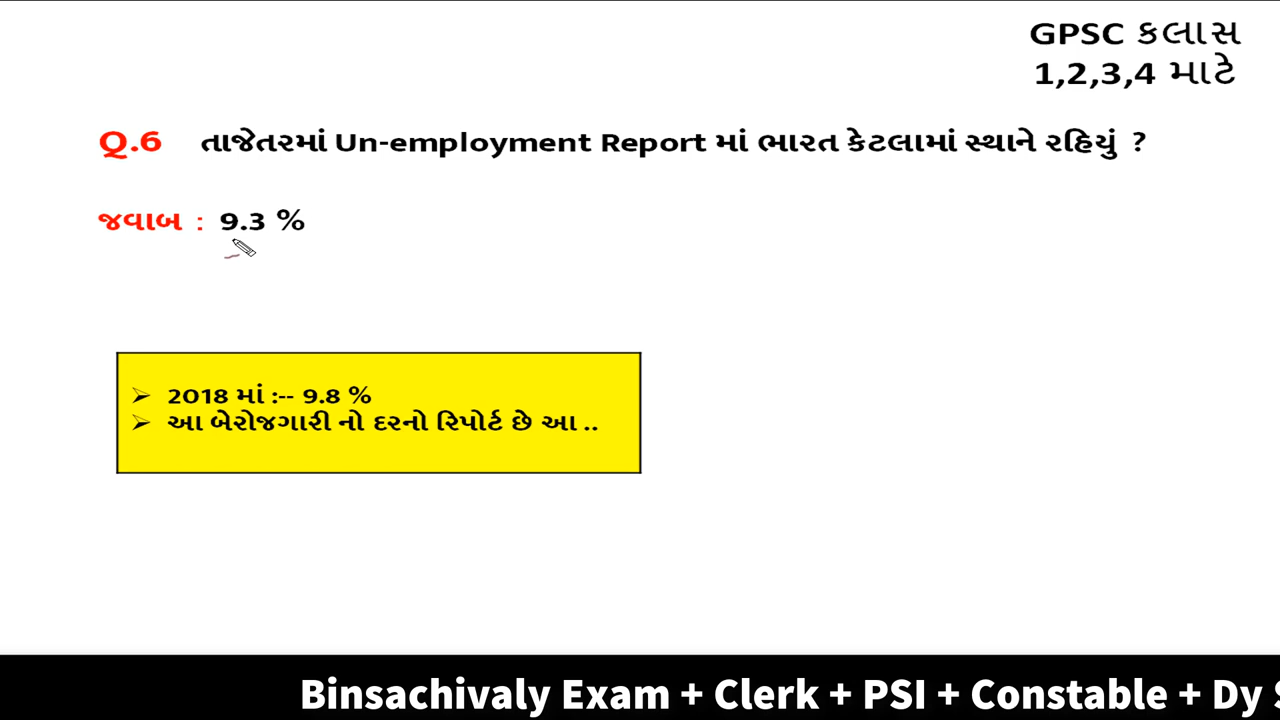 GPSC કલાસ
1,2,3,4 માટે
Q.6 તાજેતરમાં Un-employment Report માં ભારત કેટલામાં સ્થાને રહિયું ?
જવાબ : 9.3 %
➢ 2018 માં :-- 9.8 %
➢ આ બેરોજગારી નો દરનો રિપોર્ટ છે આ ..
Binsachivaly Exam + Clerk + PSI + Constable + Dy